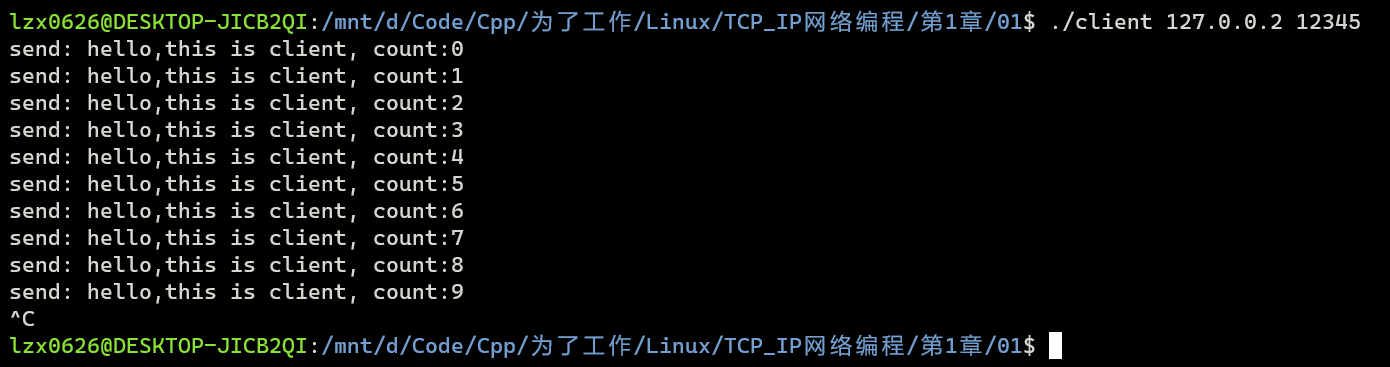 lzx0626@DESKTOP-JICB2QI:/mnt/d/Code/Cpp/为了工作/Linux/TCP_IP网络编程/第1章/01$ ./client 127.0.0.2 12345
send: hello,this is client, count:0
send: hello,this is client, count:1
send: hello,this is client, count:2
send: hello,this is client, count:3
send: hello,this is client, count:4
send: hello,this is client, count:5
send: hello,this is client, count:6
send: hello,this is client, count:7
send: hello,this is client, count:8
send: hello,this is client, count:9
^C
lzx0626@DESKTOP-JICB2QI:/mnt/d/Code/Cpp/为了工作/Linux/TCP_IP网络编程/第1章/01$